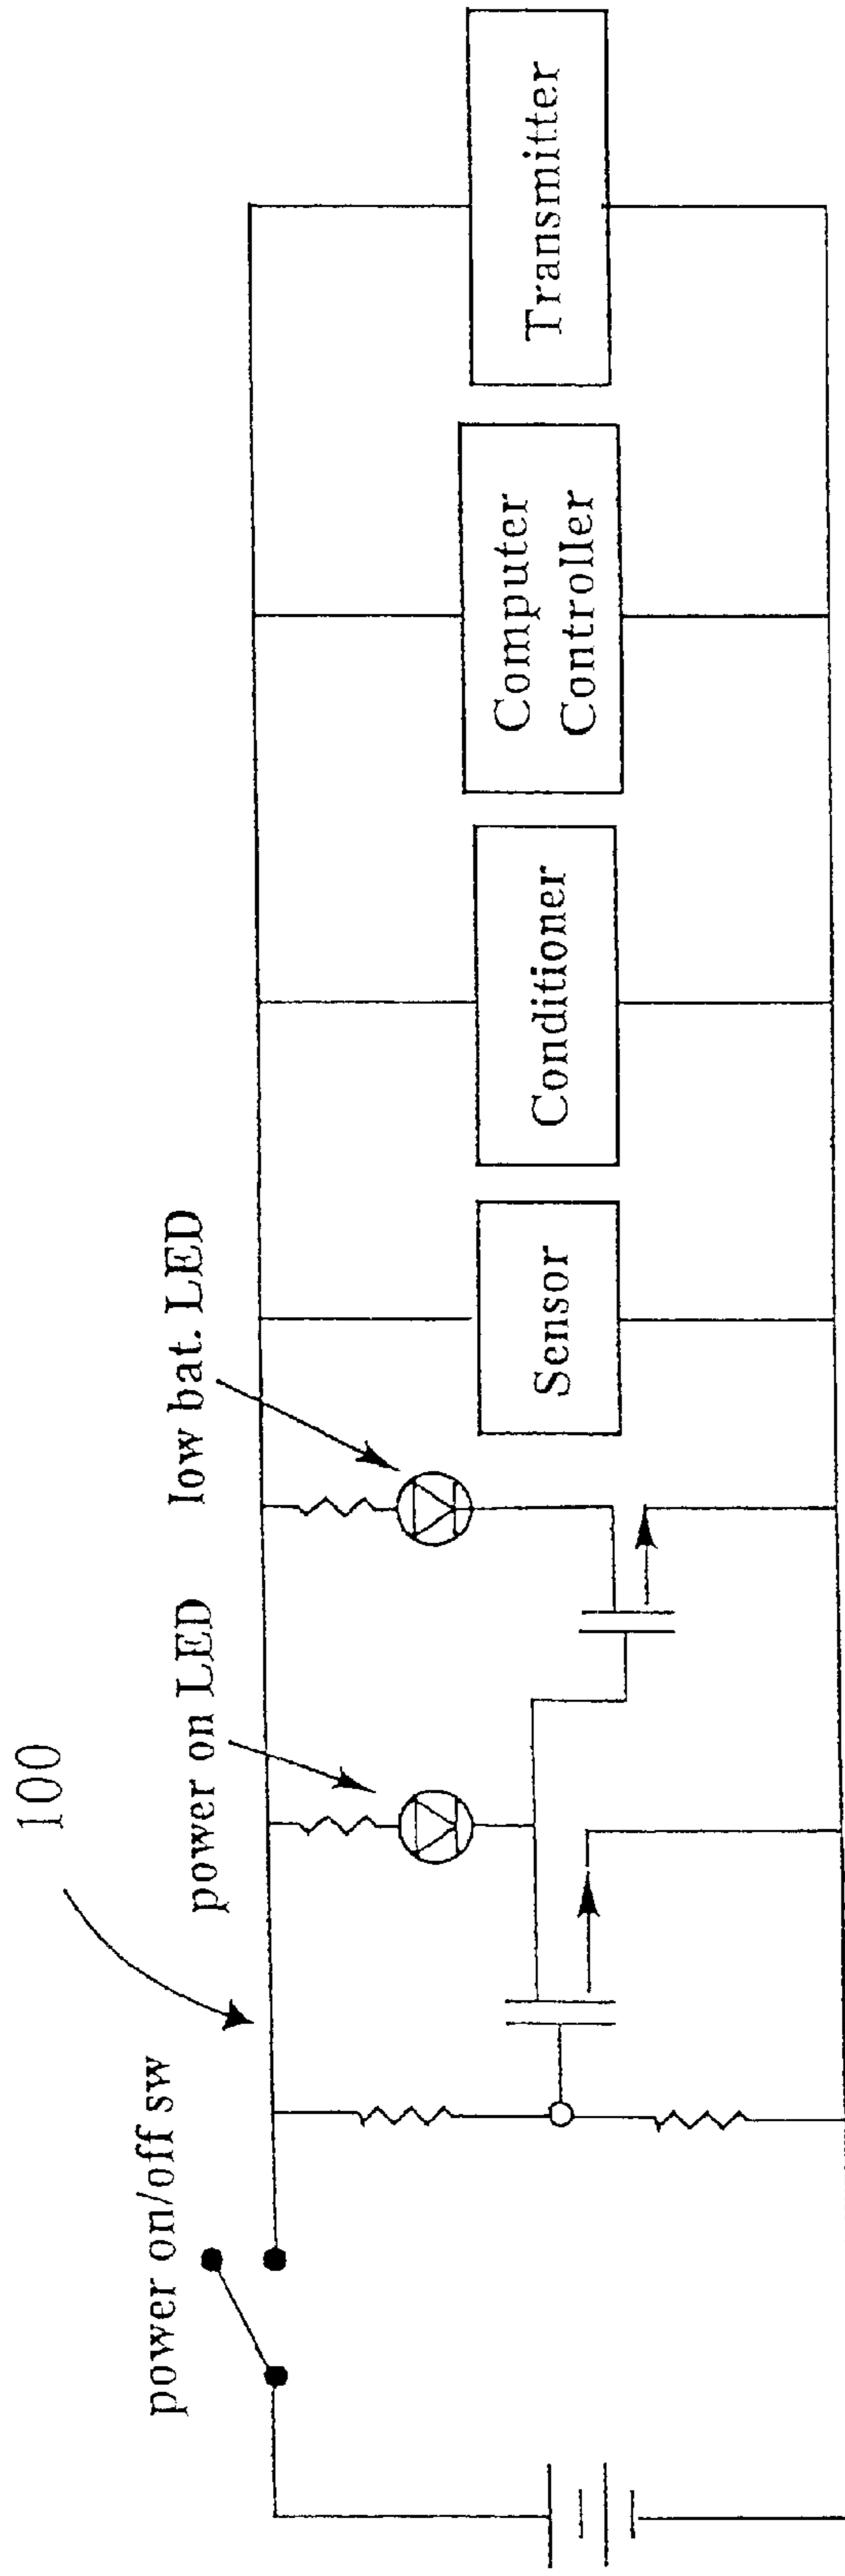 100
power on/off sw
power on LED
low bat. LED
Sensor
Conditioner
Computer
Controller
Transmitter